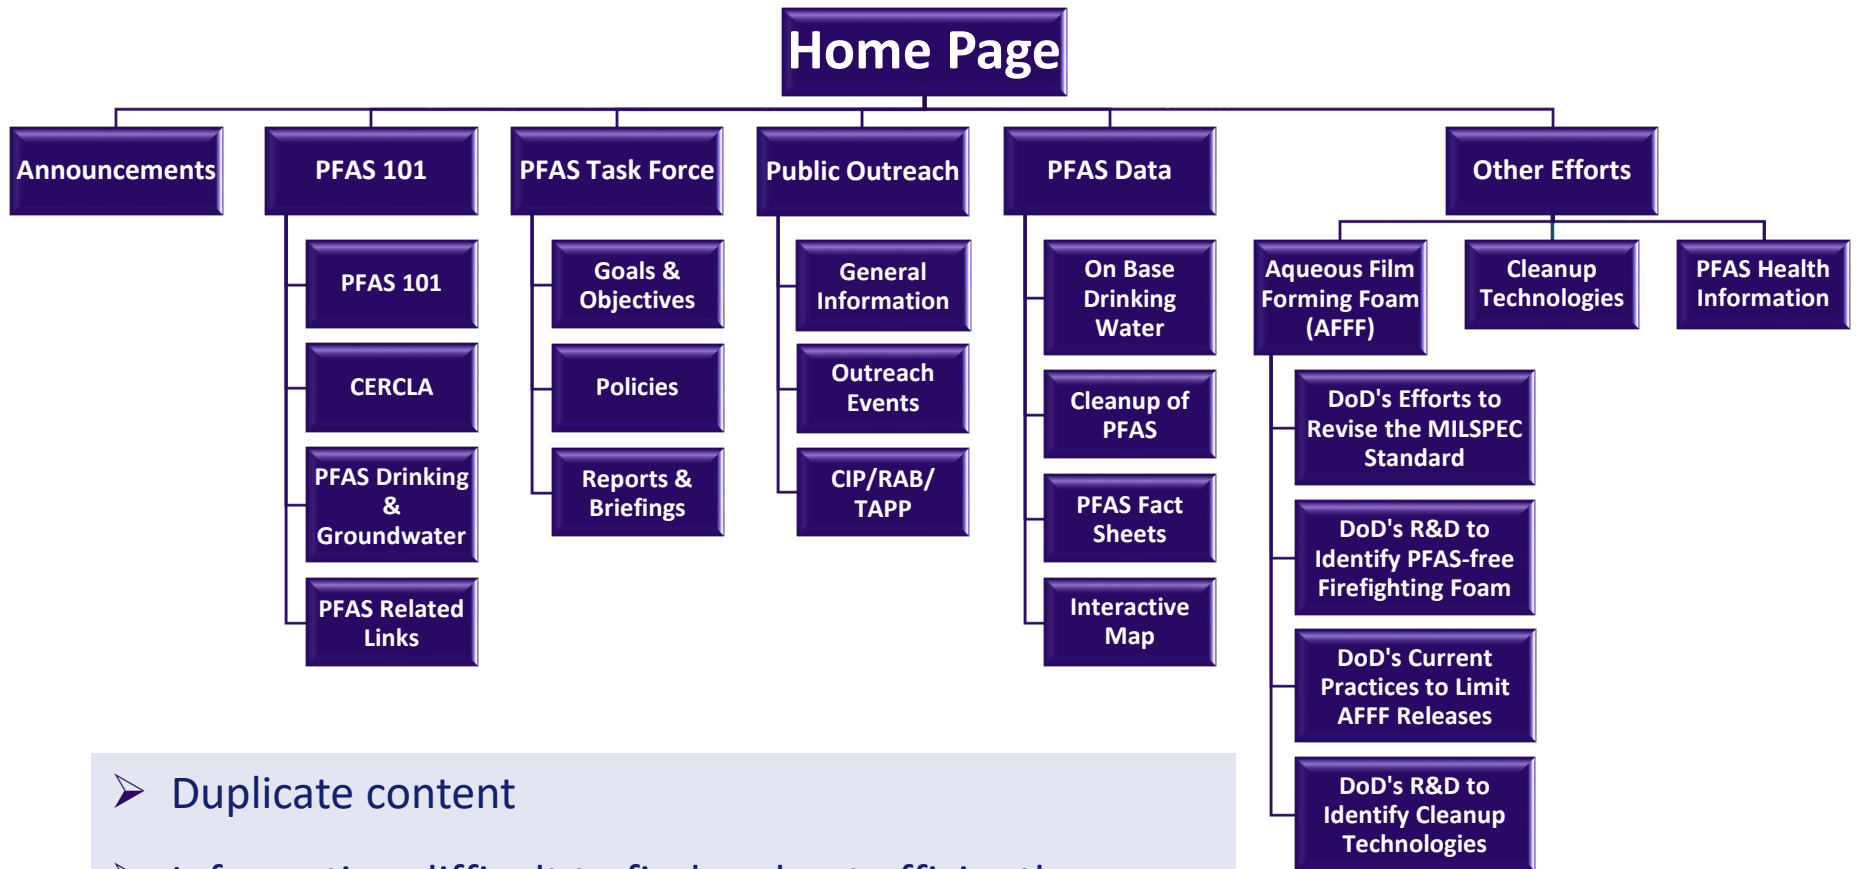 Home Page
Announcements
PFAS 101
PFAS Task Force
Public Outreach
PFAS Data
Other Efforts
PFAS 101
CERCLA
PFAS Drinking
&
Groundwater
PFAS Related
Links
Goals &
Objectives
Policies
Reports &
Briefings
General
Information
Outreach
Events
CIP/RAB/
TAPP
On Base
Drinking
Water
Cleanup of
PFAS
PFAS Fact
Sheets
Interactive
Map
Aqueous Film
Forming Foam
(AFFF)
Cleanup
Technologies
PFAS Health
Information
DoD's Efforts to
Revise the MILSPEC
Standard
DoD's R&D to
Identify PFAS-free
Firefighting Foam
DoD's Current
Practices to Limit
AFFF Releases
DoD's R&D to
Identify Cleanup
Technologies
➢ Duplicate content